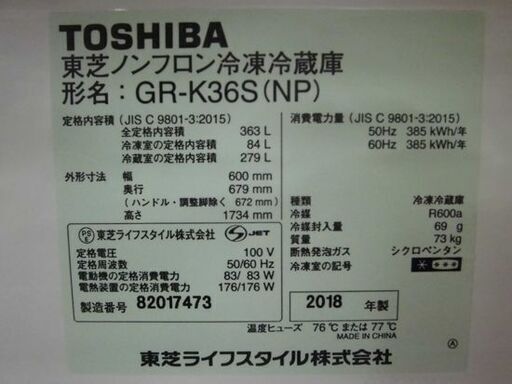 TOSHIBA
東芝ノンフロン冷凍冷蔵庫
形名：GR-K36S(NP)
定格内容積（JIS C 9801-3:2015）
全定格内容積 363 L
冷凍室の定格内容積 84 L
冷蔵室の定格内容積 279 L
外形寸法 幅 600 mm
奥行 679 mm
（ハンドル・調整脚除く 672 mm）
高さ 1734 mm
消費電力量（JIS C 9801-3:2015）
50Hz 385 kWh/年
60Hz 385 kWh/年
種類 冷凍冷蔵庫
冷媒 R600a
冷媒封入量 69 g
質量 73 kg
断熱発泡ガス シクロペンタン
冷凍室の記号
PS E 東芝ライフスタイル株式会社 S JET
定格電圧 100 V
定格周波数 50/60 Hz
電動機の定格消費電力 83/ 83 W
電熱装置の定格消費電力 176/176 W
製造番号 82017473
2018 年製
温度ヒューズ 76℃または77℃
MADE IN CHINA
東芝ライフスタイル株式会社
Ⓐ